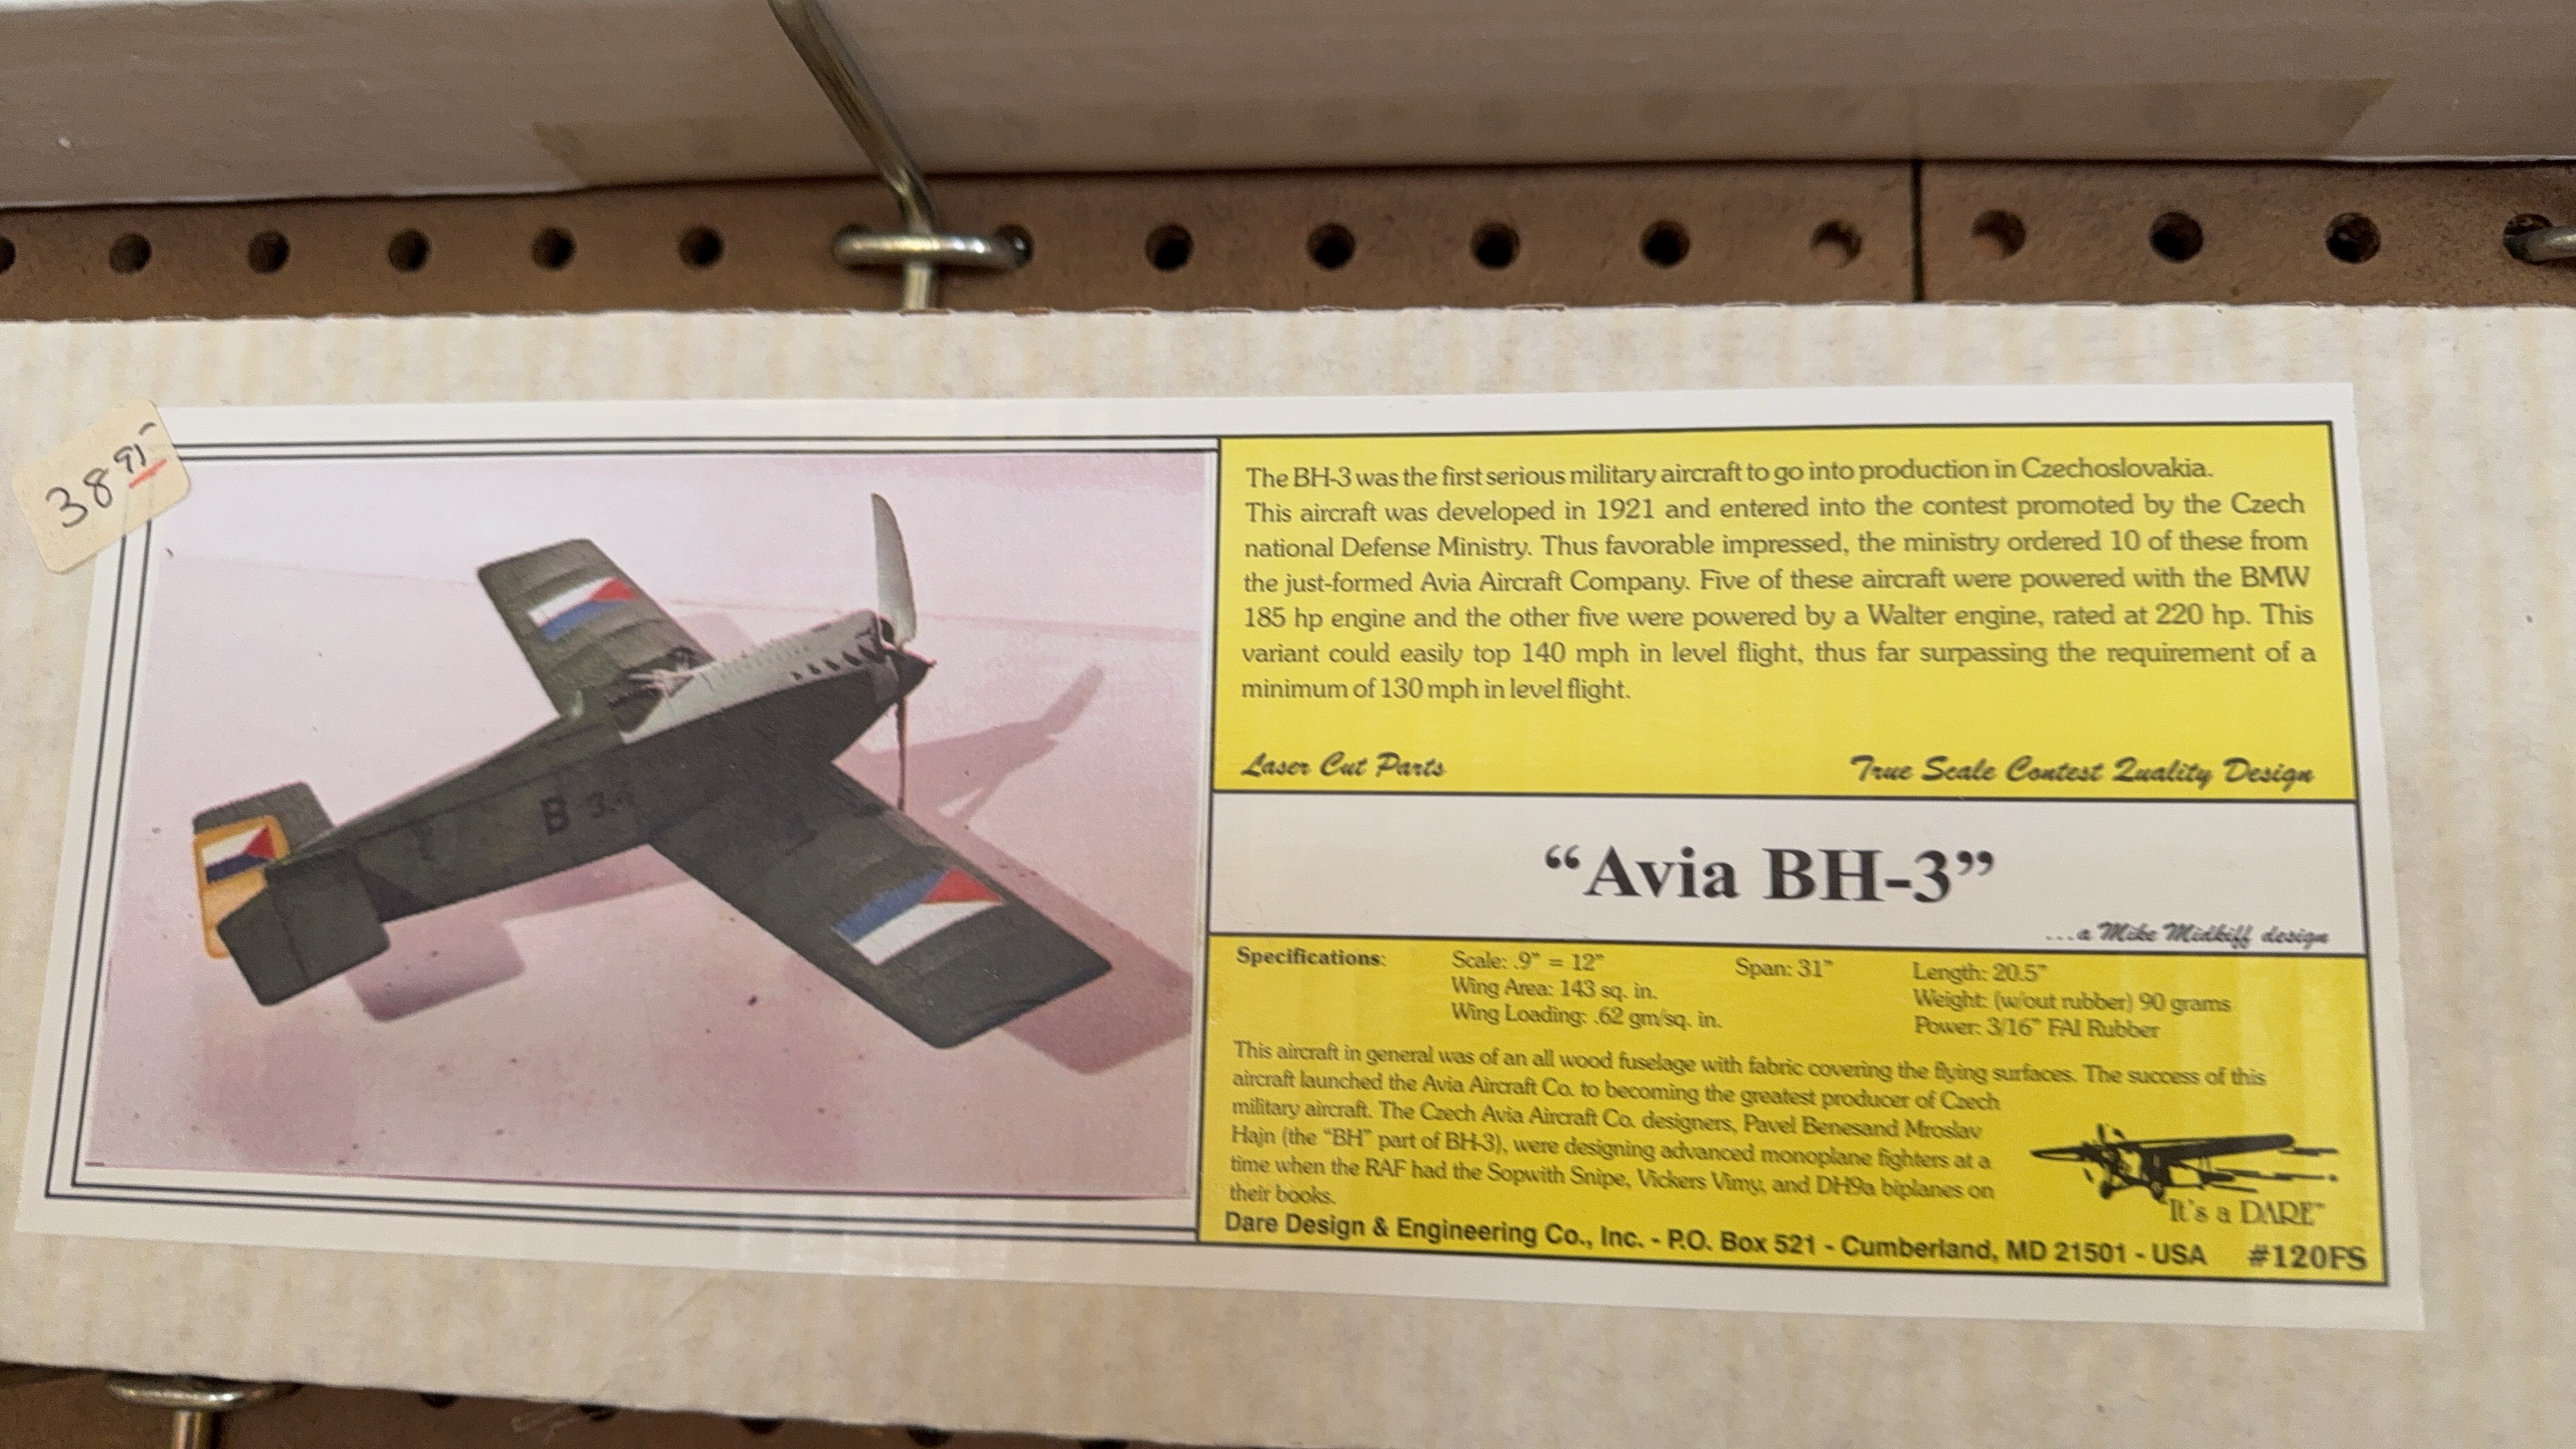 38 95
The BH-3 was the first serious military aircraft to go into production in Czechoslovakia.
This aircraft was developed in 1921 and entered into the contest promoted by the Czech
national Defense Ministry. Thus favorable impressed, the ministry ordered 10 of these from
the just-formed Avia Aircraft Company. Five of these aircraft were powered with the BMW
185 hp engine and the other five were powered by a Walter engine, rated at 220 hp. This
variant could easily top 140 mph in level flight, thus far surpassing the requirement of a
minimum of 130 mph in level flight.
Laser Cut Parts True Scale Contest Quality Design
B 3.
“Avia BH-3”
...a Mike Midkiff design
Specifications: Scale: .9” = 12” Span: 31” Length: 20.5”
Wing Area: 143 sq. in. Weight: (w/out rubber) 90 grams
Wing Loading: .62 gm/sq. in. Power: 3/16” FAI Rubber
This aircraft in general was of an all wood fuselage with fabric covering the flying surfaces. The success of this
aircraft launched the Avia Aircraft Co. to becoming the greatest producer of Czech
military aircraft. The Czech Avia Aircraft Co. designers, Pavel Benesand Mroslav
Hajn (the “BH” part of BH-3), were designing advanced monoplane fighters at a
time when the RAF had the Sopwith Snipe, Vickers Vimy, and DH9a biplanes on
their books.
“It's a DARE”
Dare Design & Engineering Co., Inc. - P.O. Box 521 - Cumberland, MD 21501 - USA #120FS